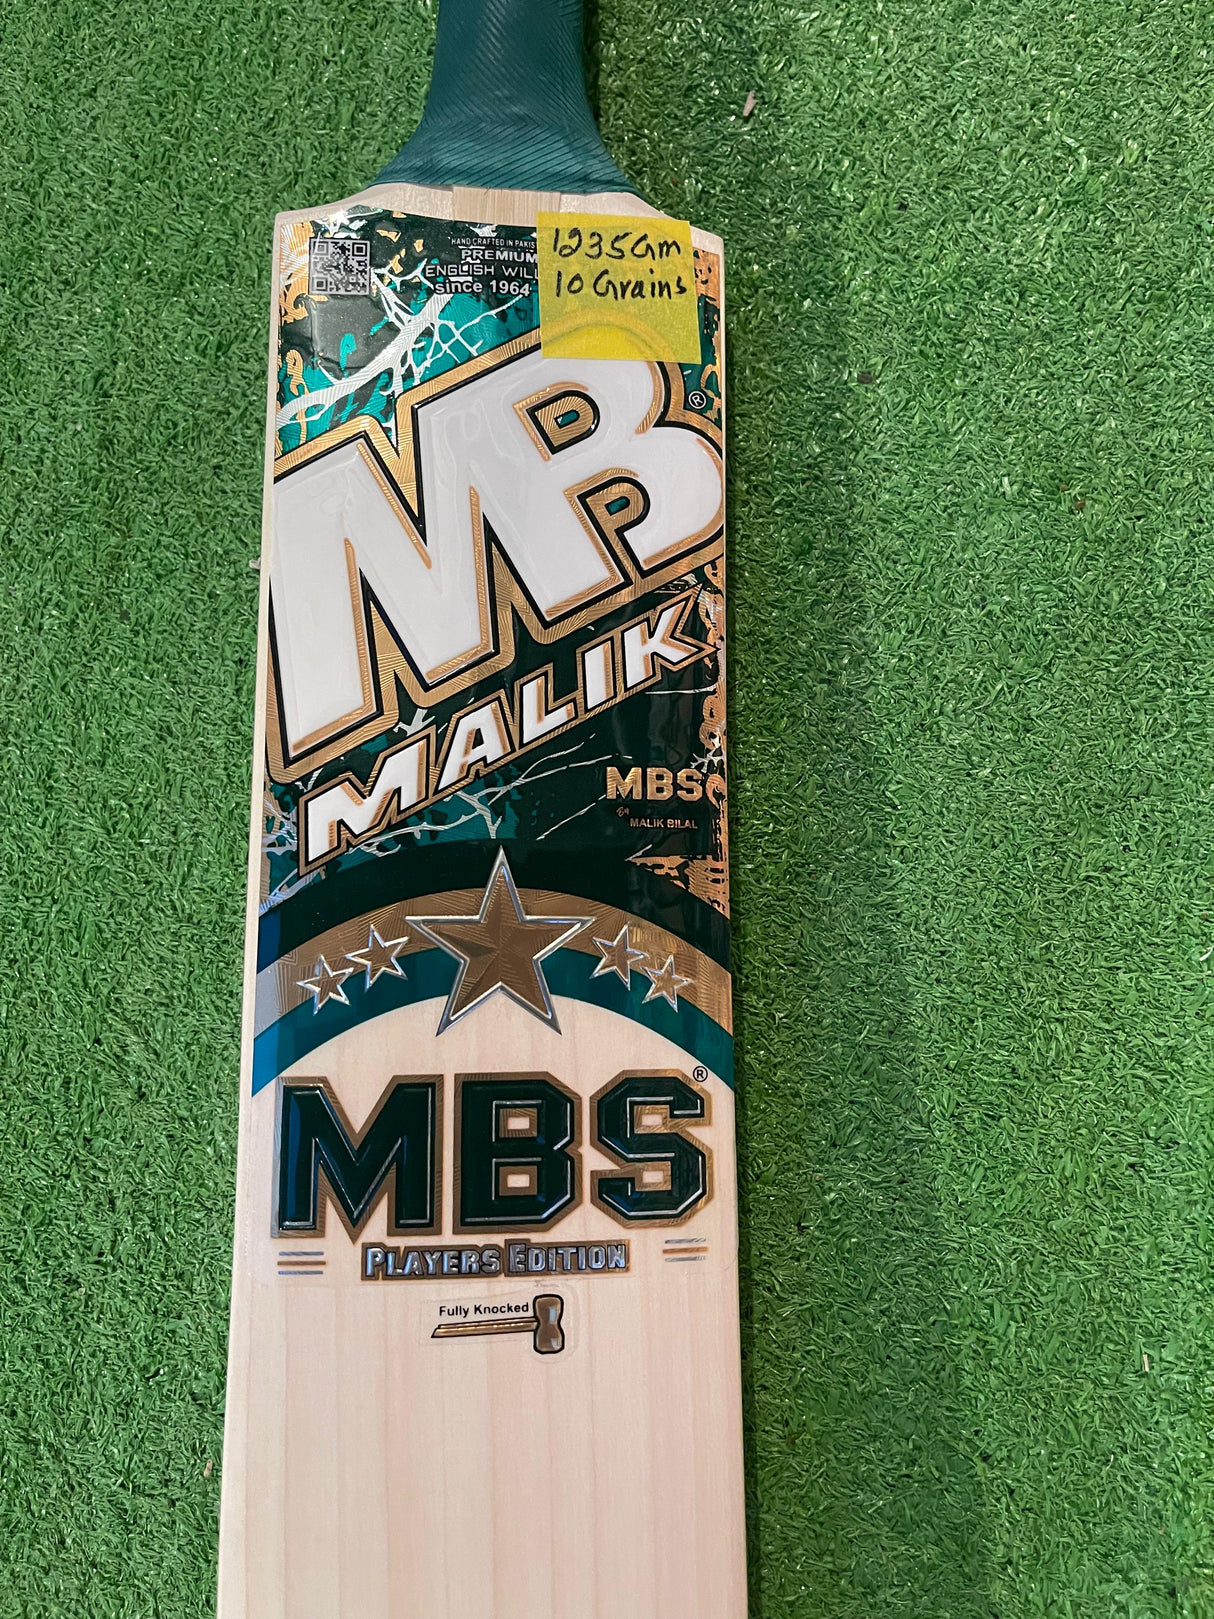 HAND CRAFTED IN PAKIS
PREMIUM
ENGLISH WILL
since 1964
1235Gm
10 Grains
MB
®
MALIK
MBS
By
MALIK BILAL
MBS
®
PLAYERS EDITION
Fully Knocked